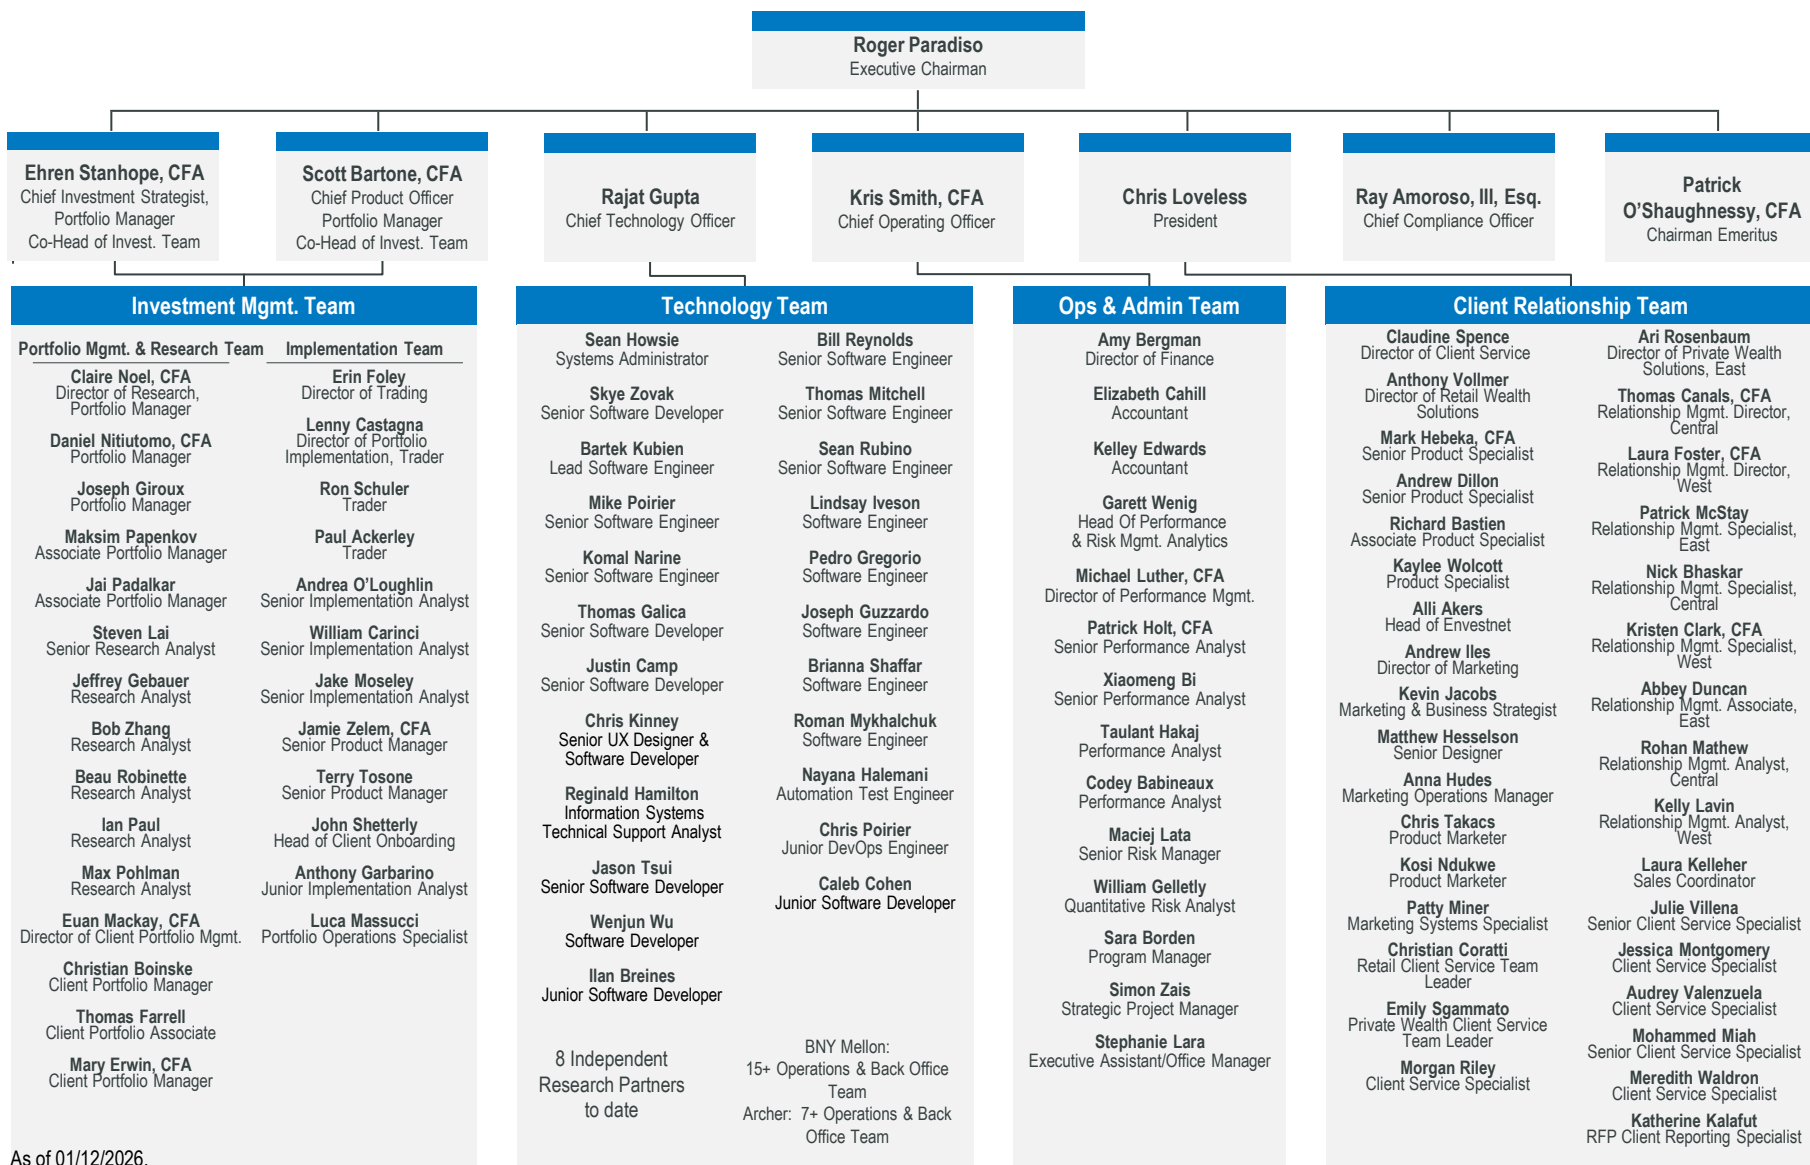 Roger Paradiso
Executive Chairman
Ehren Stanhope, CFA
Chief Investment Strategist,
Portfolio Manager
Co-Head of Invest. Team
Scott Bartone, CFA
Chief Product Officer
Portfolio Manager
Co-Head of Invest. Team
Rajat Gupta
Chief Technology Officer
Kris Smith, CFA
Chief Operating Officer
Chris Loveless
President
Ray Amoroso, III, Esq.
Chief Compliance Officer
Patrick
O'Shaughnessy, CFA
Chairman Emeritus
Investment Mgmt. Team
Portfolio Mgmt. & Research Team
Claire Noel, CFA
Director of Research,
Portfolio Manager
Daniel Nitiutomo, CFA
Portfolio Manager
Joseph Giroux
Portfolio Manager
Maksim Papenkov
Associate Portfolio Manager
Jai Padalkar
Associate Portfolio Manager
Steven Lai
Senior Research Analyst
Jeffrey Gebauer
Research Analyst
Bob Zhang
Research Analyst
Beau Robinette
Research Analyst
Ian Paul
Research Analyst
Max Pohlman
Research Analyst
Euan Mackay, CFA
Director of Client Portfolio Mgmt.
Christian Boinske
Client Portfolio Manager
Thomas Farrell
Client Portfolio Associate
Mary Erwin, CFA
Client Portfolio Manager
Implementation Team
Erin Foley
Director of Trading
Lenny Castagna
Director of Portfolio
Implementation, Trader
Ron Schuler
Trader
Paul Ackerley
Trader
Andrea O'Loughlin
Senior Implementation Analyst
William Carinci
Senior Implementation Analyst
Jake Moseley
Senior Implementation Analyst
Jamie Zelem, CFA
Senior Product Manager
Terry Tosone
Senior Product Manager
John Shetterly
Head of Client Onboarding
Anthony Garbarino
Junior Implementation Analyst
Luca Massucci
Portfolio Operations Specialist
Technology Team
Sean Howsie
Systems Administrator
Skye Zovak
Senior Software Developer
Bartek Kubien
Lead Software Engineer
Mike Poirier
Senior Software Engineer
Komal Narine
Senior Software Engineer
Thomas Galica
Senior Software Developer
Justin Camp
Senior Software Developer
Chris Kinney
Senior UX Designer &
Software Developer
Reginald Hamilton
Information Systems
Technical Support Analyst
Jason Tsui
Senior Software Developer
Wenjun Wu
Software Developer
Ilan Breines
Junior Software Developer
8 Independent
Research Partners
to date
Bill Reynolds
Senior Software Engineer
Thomas Mitchell
Senior Software Engineer
Sean Rubino
Senior Software Engineer
Lindsay Iveson
Software Engineer
Pedro Gregorio
Software Engineer
Joseph Guzzardo
Software Engineer
Brianna Shaffar
Software Engineer
Roman Mykhalchuk
Software Engineer
Nayana Halemani
Automation Test Engineer
Chris Poirier
Junior DevOps Engineer
Caleb Cohen
Junior Software Developer
BNY Mellon:
15+ Operations & Back Office
Team
Archer: 7+ Operations & Back
Office Team
Ops & Admin Team
Amy Bergman
Director of Finance
Elizabeth Cahill
Accountant
Kelley Edwards
Accountant
Garett Wenig
Head Of Performance
& Risk Mgmt. Analytics
Michael Luther, CFA
Director of Performance Mgmt.
Patrick Holt, CFA
Senior Performance Analyst
Xiaomeng Bi
Senior Performance Analyst
Taulant Hakaj
Performance Analyst
Codey Babineaux
Performance Analyst
Maciej Lata
Senior Risk Manager
William Gelletly
Quantitative Risk Analyst
Sara Borden
Program Manager
Simon Zais
Strategic Project Manager
Stephanie Lara
Executive Assistant/Office Manager
Client Relationship Team
Claudine Spence
Director of Client Service
Anthony Vollmer
Director of Retail Wealth
Solutions
Mark Hebeka, CFA
Senior Product Specialist
Andrew Dillon
Senior Product Specialist
Richard Bastien
Associate Product Specialist
Kaylee Wolcott
Product Specialist
Alli Akers
Head of Envestnet
Andrew Iles
Director of Marketing
Kevin Jacobs
Marketing & Business Strategist
Matthew Hesselson
Senior Designer
Anna Hudes
Marketing Operations Manager
Chris Takacs
Product Marketer
Kosi Ndukwe
Product Marketer
Patty Miner
Marketing Systems Specialist
Christian Coratti
Retail Client Service Team
Leader
Emily Sgammato
Private Wealth Client Service
Team Leader
Morgan Riley
Client Service Specialist
Ari Rosenbaum
Director of Private Wealth
Solutions, East
Thomas Canals, CFA
Relationship Mgmt. Director,
Central
Laura Foster, CFA
Relationship Mgmt. Director,
West
Patrick McStay
Relationship Mgmt. Specialist,
East
Nick Bhaskar
Relationship Mgmt. Specialist,
Central
Kristen Clark, CFA
Relationship Mgmt. Specialist,
West
Abbey Duncan
Relationship Mgmt. Associate,
East
Rohan Mathew
Relationship Mgmt. Analyst,
Central
Kelly Lavin
Relationship Mgmt. Analyst,
West
Laura Kelleher
Sales Coordinator
Julie Villena
Senior Client Service Specialist
Jessica Montgomery
Client Service Specialist
Audrey Valenzuela
Client Service Specialist
Mohammed Miah
Senior Client Service Specialist
Meredith Waldron
Client Service Specialist
Katherine Kalafut
RFP Client Reporting Specialist
As of 01/12/2026.